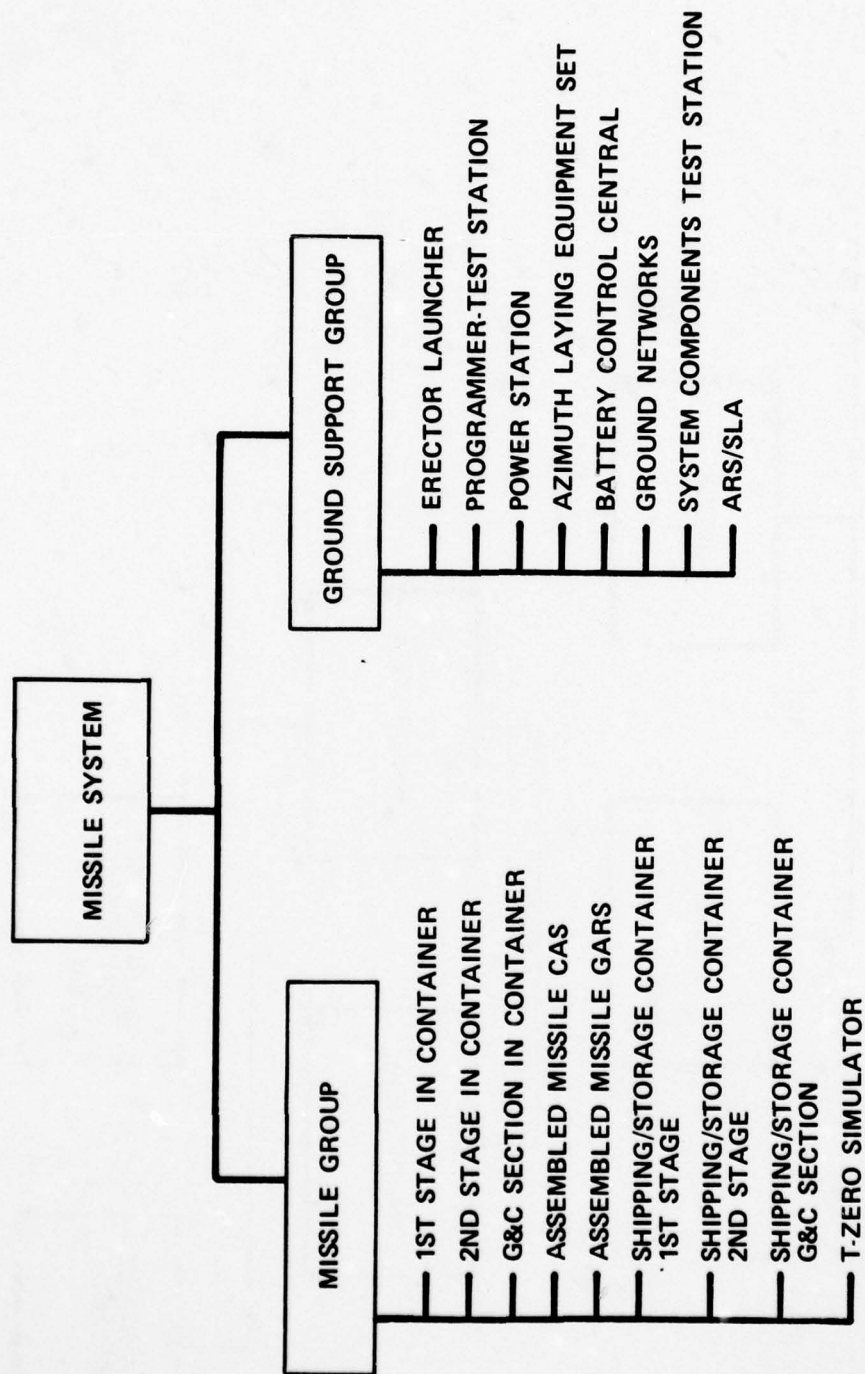 MISSILE SYSTEM
MISSILE GROUP
1ST STAGE IN CONTAINER
2ND STAGE IN CONTAINER
G&C SECTION IN CONTAINER
ASSEMBLED MISSILE CAS
ASSEMBLED MISSILE GARS
SHIPPING/STORAGE CONTAINER
1ST STAGE
SHIPPING/STORAGE CONTAINER
2ND STAGE
SHIPPING/STORAGE CONTAINER
G&C SECTION
T-ZERO SIMULATOR
GROUND SUPPORT GROUP
ERECTOR LAUNCHER
PROGRAMMER-TEST STATION
POWER STATION
AZIMUTH LAYING EQUIPMENT SET
BATTERY CONTROL CENTRAL
GROUND NETWORKS
SYSTEM COMPONENTS TEST STATION
ARS/SLA